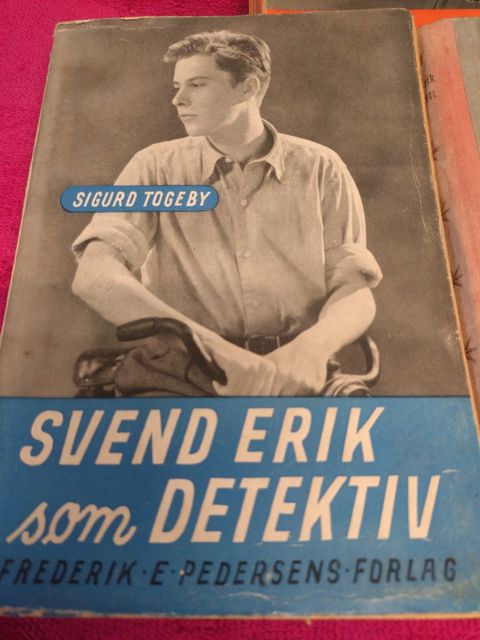 SIGURD TOGEBY
SVEND ERIK
som DETEKTIV
FREDERIK · E · PEDERSENS · FORLAG